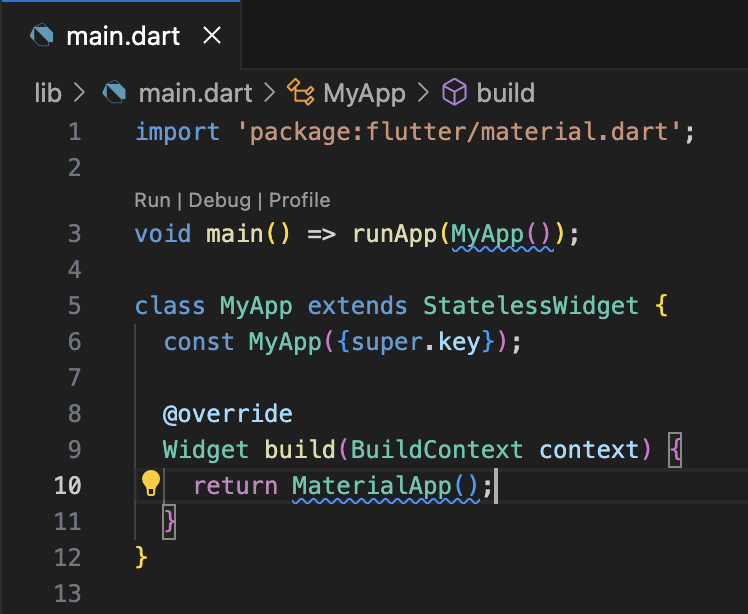 main.dart
lib > main.dart > MyApp > build
1 import 'package:flutter/material.dart';
2
Run | Debug | Profile
3 void main() => runApp(MyApp());
4
5 class MyApp extends StatelessWidget {
6   const MyApp({super.key});
7
8   @override
9   Widget build(BuildContext context) {
10     return MaterialApp();
11   }
12 }
13